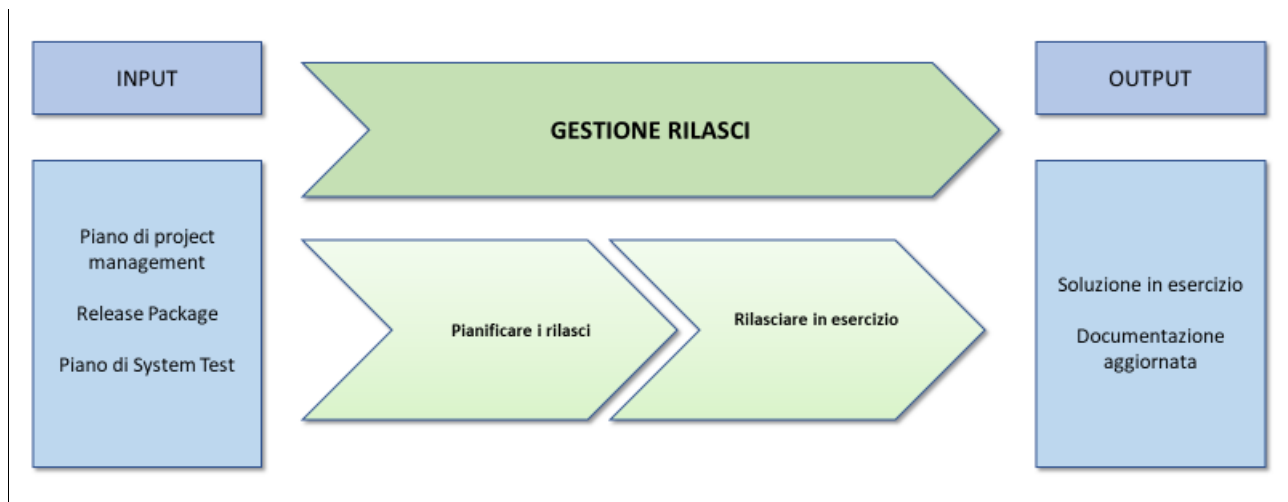 INPUT
GESTIONE RILASCI
OUTPUT
Piano di project
management
Release Package
Piano di System Test
Pianificare i rilasci
Rilasciare in esercizio
Soluzione in esercizio
Documentazione
aggiornata